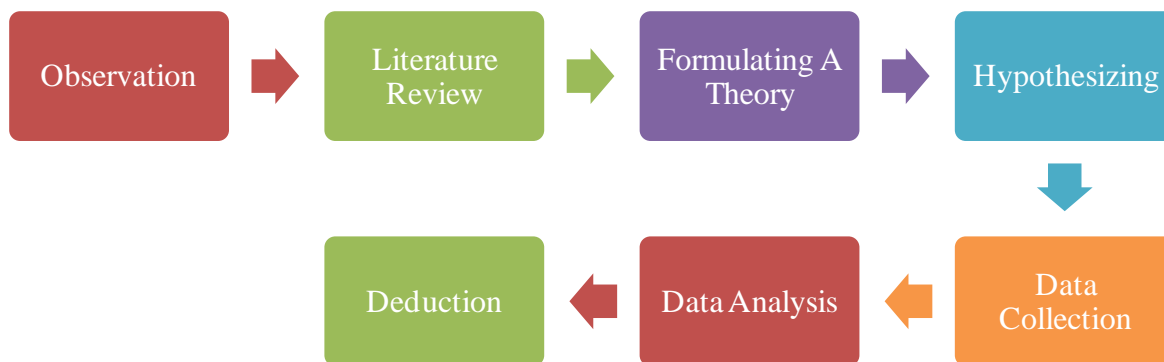 Observation
Literature
Review
Formulating A
Theory
Hypothesizing
Data
Collection
Data Analysis
Deduction